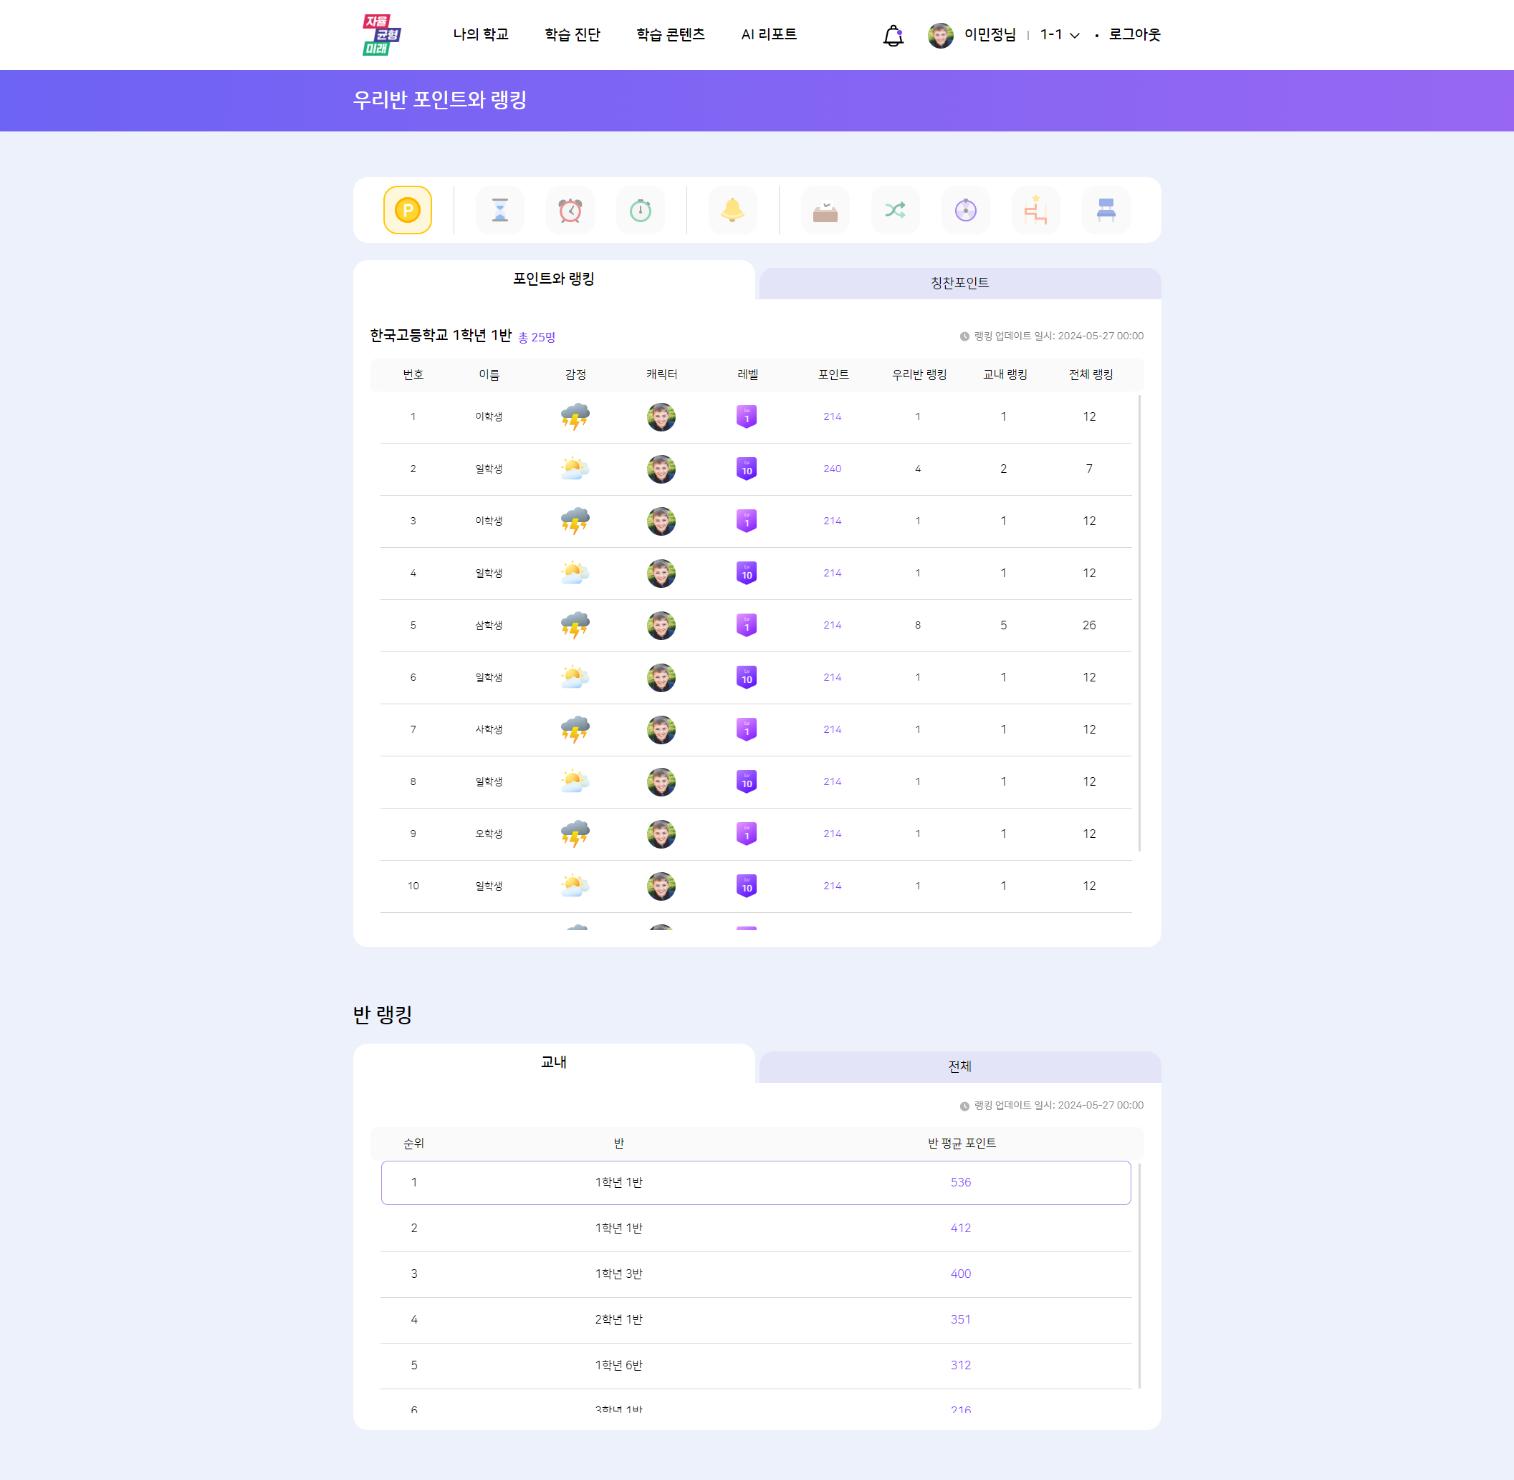 자율
균형
미래
나의 학교 학습 진단 학습 콘텐츠 AI 리포트 이민정님 1-1 • 로그아웃
우리반 포인트와 랭킹
P
포인트와 랭킹 칭찬포인트
한국고등학교 1학년 1반 총 25명 랭킹 업데이트 일시: 2024-05-27 00:00
번호 이름 감정 캐릭터 레벨 포인트 우리반 랭킹 교내 랭킹 전체 랭킹
1 이학생 Lv 1 214 1 1 12
2 일학생 Lv 10 240 4 2 7
3 이학생 Lv 1 214 1 1 12
4 일학생 Lv 10 214 1 1 12
5 삼학생 Lv 1 214 8 5 26
6 일학생 Lv 10 214 1 1 12
7 사학생 Lv 1 214 1 1 12
8 일학생 Lv 10 214 1 1 12
9 오학생 Lv 1 214 1 1 12
10 일학생 Lv 10 214 1 1 12
반 랭킹
교내 전체
랭킹 업데이트 일시: 2024-05-27 00:00
순위 반 반 평균 포인트
1 1학년 1반 536
2 1학년 1반 412
3 1학년 3반 400
4 2학년 1반 351
5 1학년 6반 312
6 3학년 1반 216